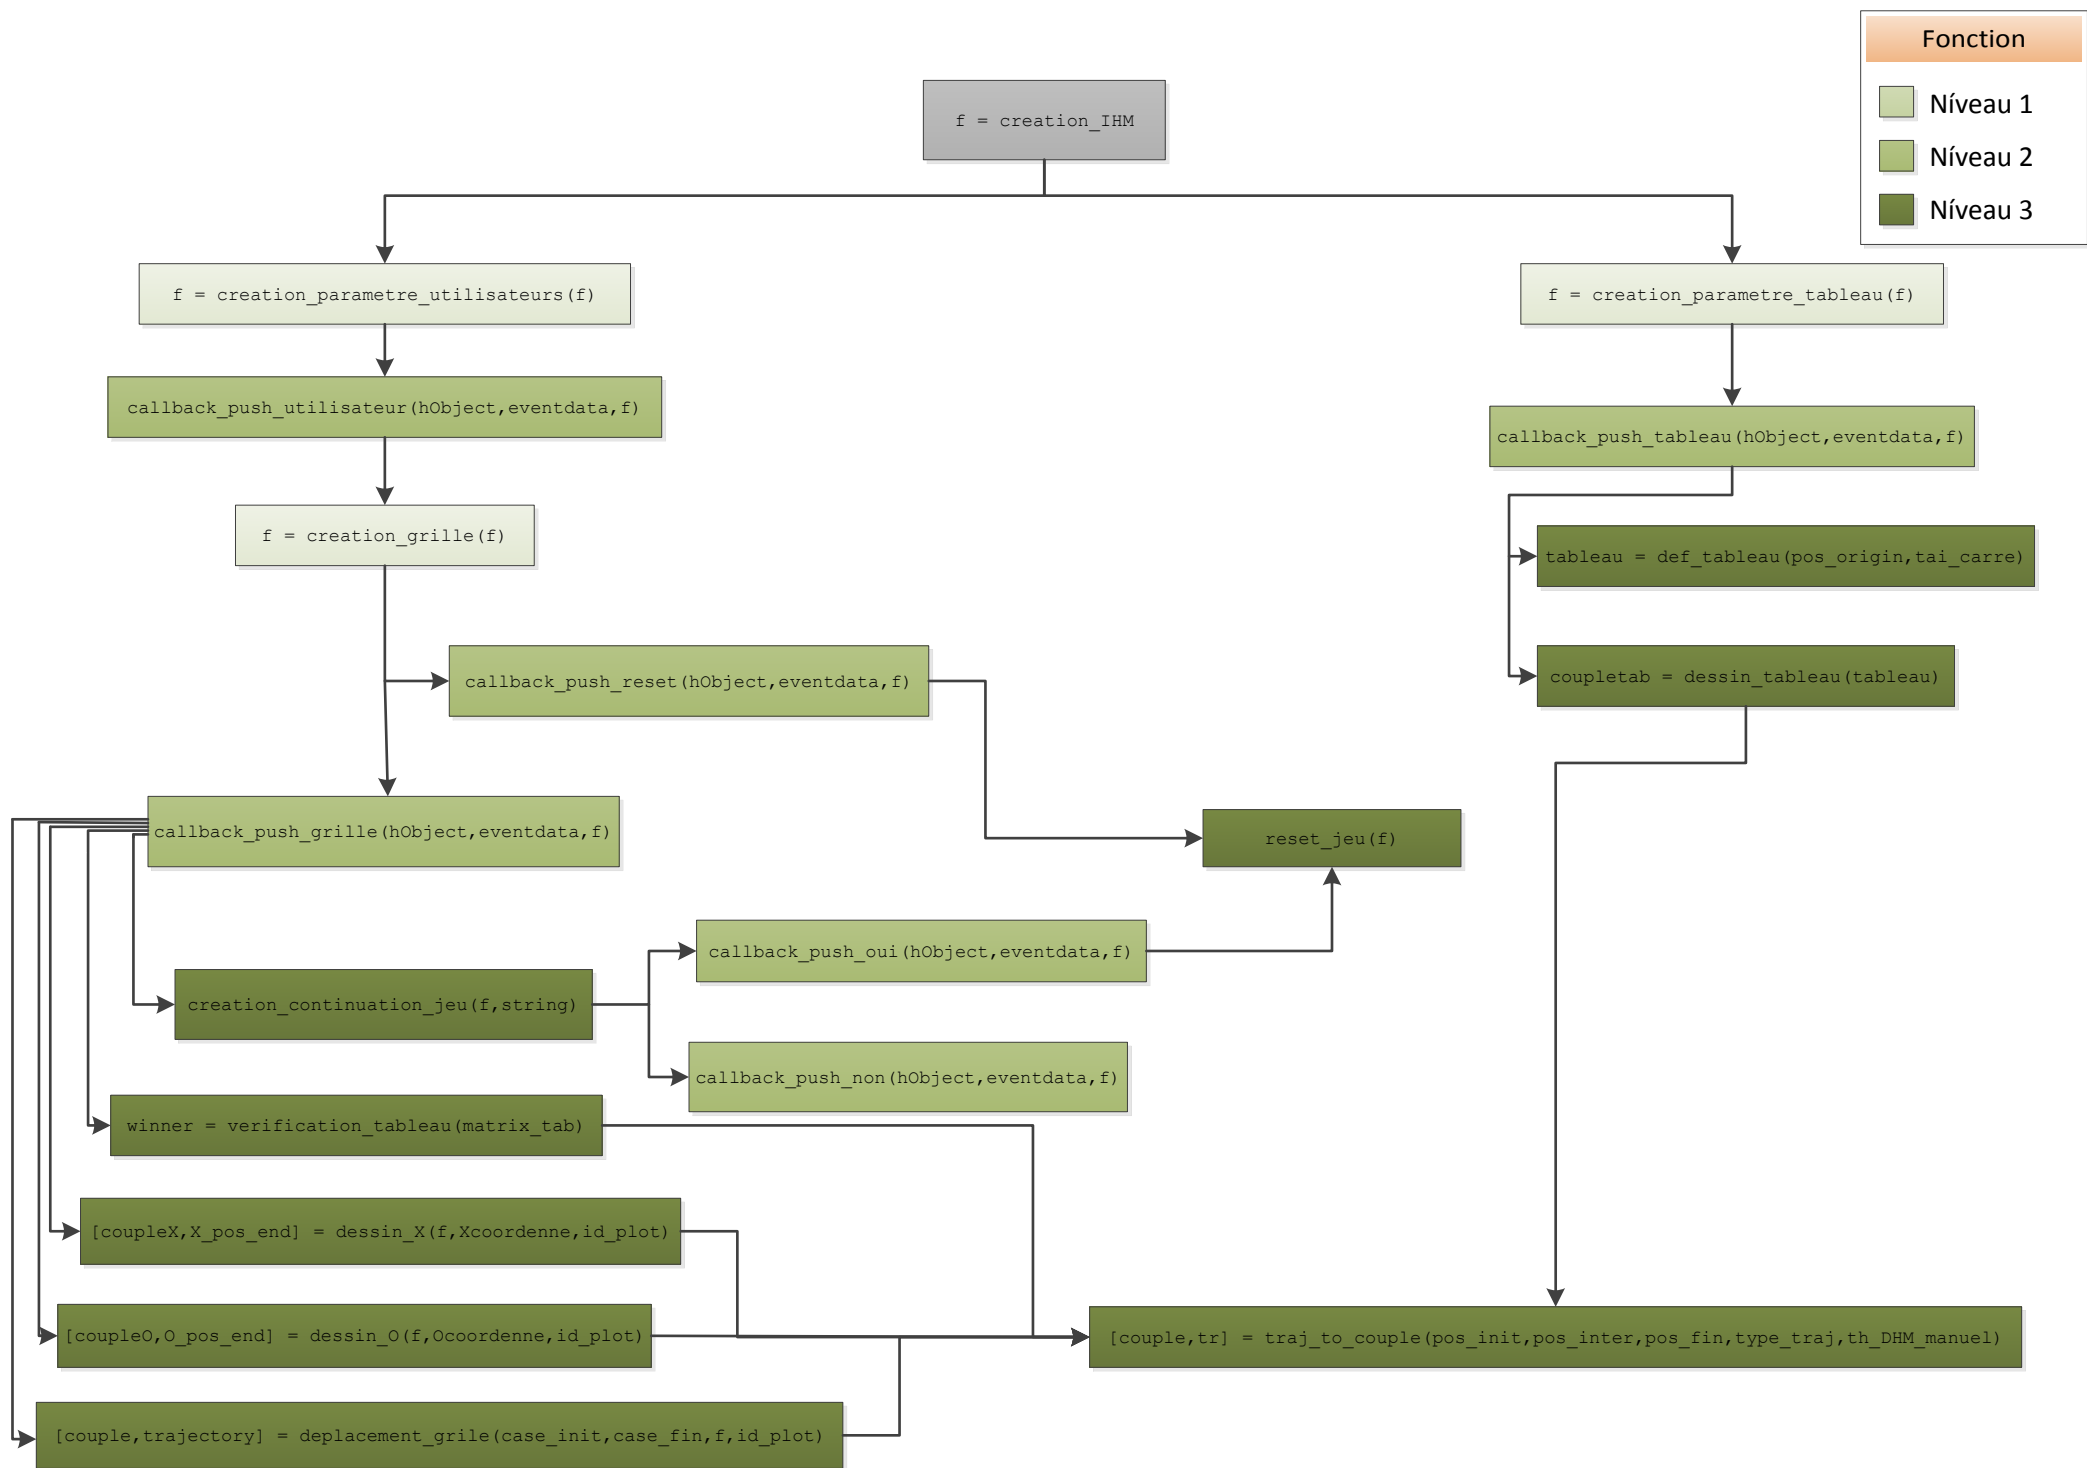 Fonction
Níveau 1
Níveau 2
Níveau 3
f = creation_IHM
f = creation_parametre_utilisateurs(f)
f = creation_parametre_tableau(f)
callback_push_utilisateur(hObject,eventdata,f)
callback_push_tableau(hObject,eventdata,f)
f = creation_grille(f)
tableau = def_tableau(pos_origin,tai_carre)
callback_push_reset(hObject,eventdata,f)
coupletab = dessin_tableau(tableau)
callback_push_grille(hObject,eventdata,f)
reset_jeu(f)
callback_push_oui(hObject,eventdata,f)
creation_continuation_jeu(f,string)
callback_push_non(hObject,eventdata,f)
winner = verification_tableau(matrix_tab)
[coupleX,X_pos_end] = dessin_X(f,Xcoordenne,id_plot)
[coupleO,O_pos_end] = dessin_O(f,Ocoordenne,id_plot)
[couple,tr] = traj_to_couple(pos_init,pos_inter,pos_fin,type_traj,th_DHM_manuel)
[couple,trajectory] = deplacement_grile(case_init,case_fin,f,id_plot)